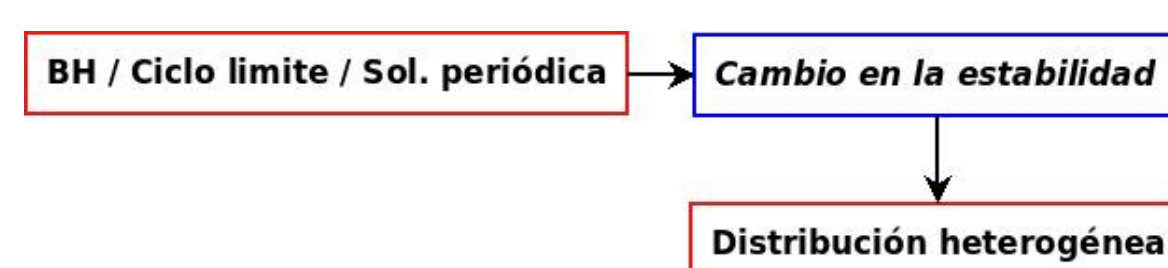 BH / Ciclo limite / Sol. periódica
Cambio en la estabilidad
Distribución heterogénea